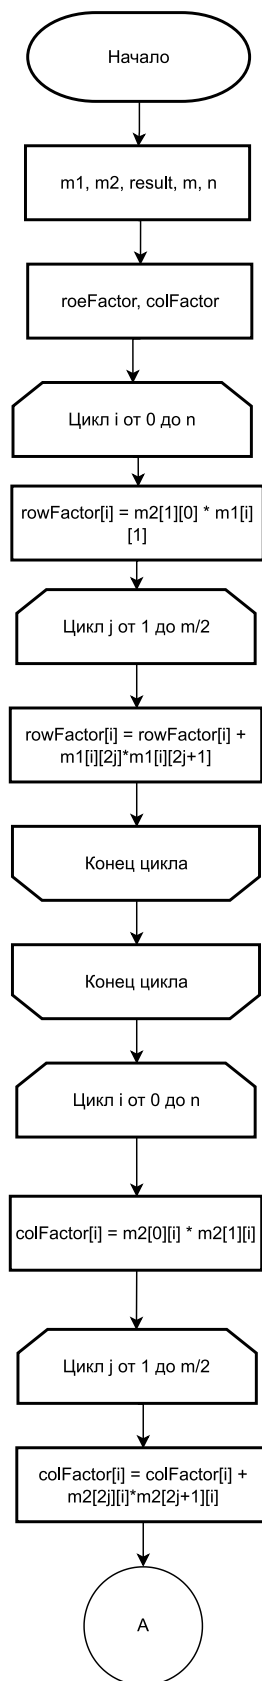 Начало
m1, m2, result, m, n
roeFactor, colFactor
Цикл i от 0 до n
rowFactor[i] = m2[1][0] * m1[i]
[1]
Цикл j от 1 до m/2
rowFactor[i] = rowFactor[i] +
m1[i][2j]*m1[i][2j+1]
Конец цикла
Конец цикла
Цикл i от 0 до n
colFactor[i] = m2[0][i] * m2[1][i]
Цикл j от 1 до m/2
colFactor[i] = colFactor[i] +
m2[2j][i]*m2[2j+1][i]
A